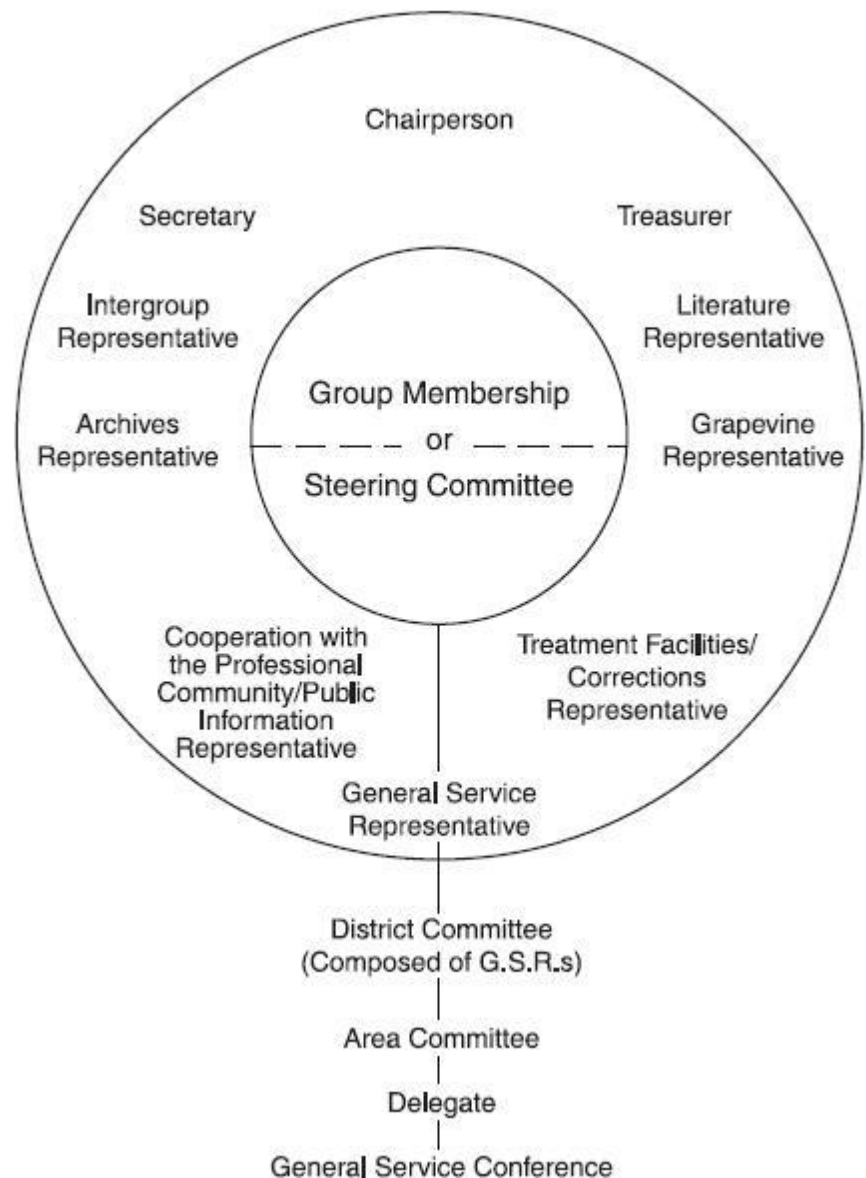 Chairperson
Secretary
Treasurer
Intergroup
Representative
Literature
Representative
Archives
Representative
Grapevine
Representative
Group Membership
or
Steering Committee
Cooperation with
the Professional
Community/Public
Information
Representative
Treatment Facilities/
Corrections
Representative
General Service
Representative
District Committee
(Composed of G.S.R.s)
Area Committee
Delegate
General Service Conference